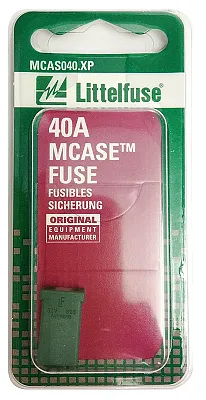 MCAS040.XP
Littelfuse®
40A
MCASE™
FUSE
FUSIBLES
SICHERUNG
ORIGINAL
EQUIPMENT
MANUFACTURER